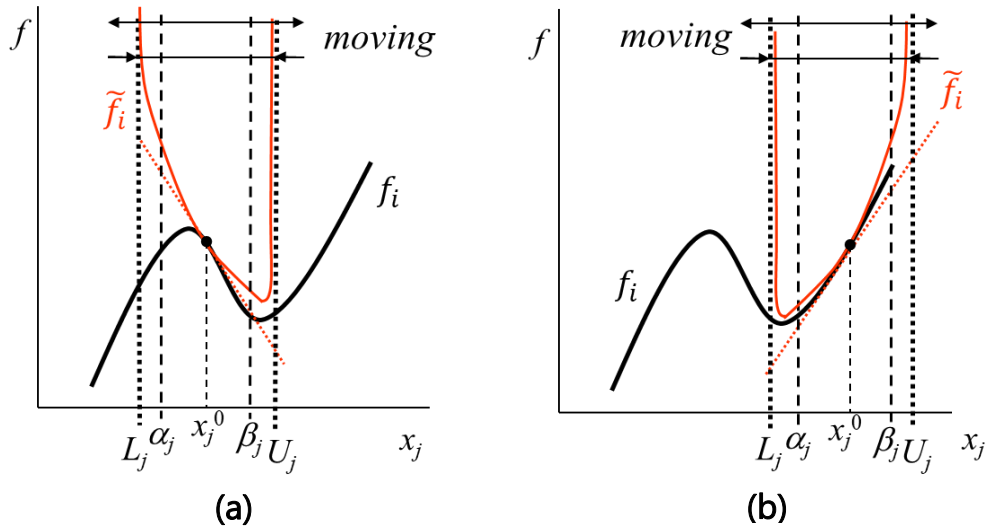 f
moving
f̃ᵢ
fᵢ
Lⱼ αⱼ xⱼ⁰ βⱼ Uⱼ xⱼ
(a)
f
moving
f̃ᵢ
fᵢ
Lⱼ αⱼ xⱼ⁰ βⱼ Uⱼ xⱼ
(b)